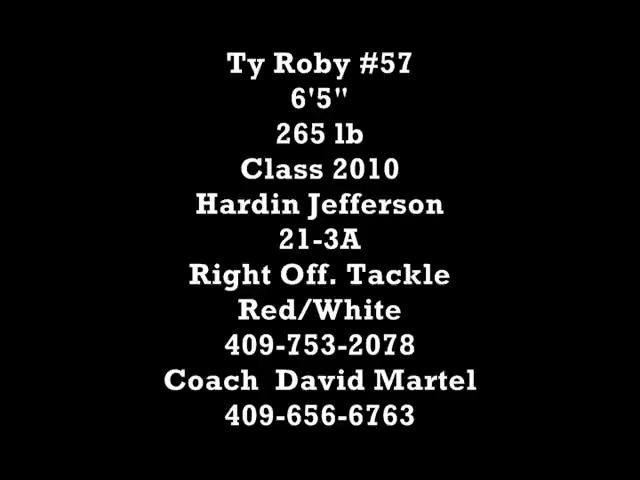 Ty Roby #57
6'5"
265 lb
Class 2010
Hardin Jefferson
21-3A
Right Off. Tackle
Red/White
409-753-2078
Coach  David Martel
409-656-6763